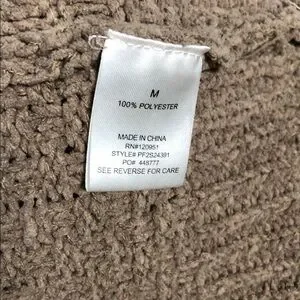 M
100% POLYESTER
MADE IN CHINA
RN#120951
STYLE# PF2S24391
PO# 448777
SEE REVERSE FOR CARE